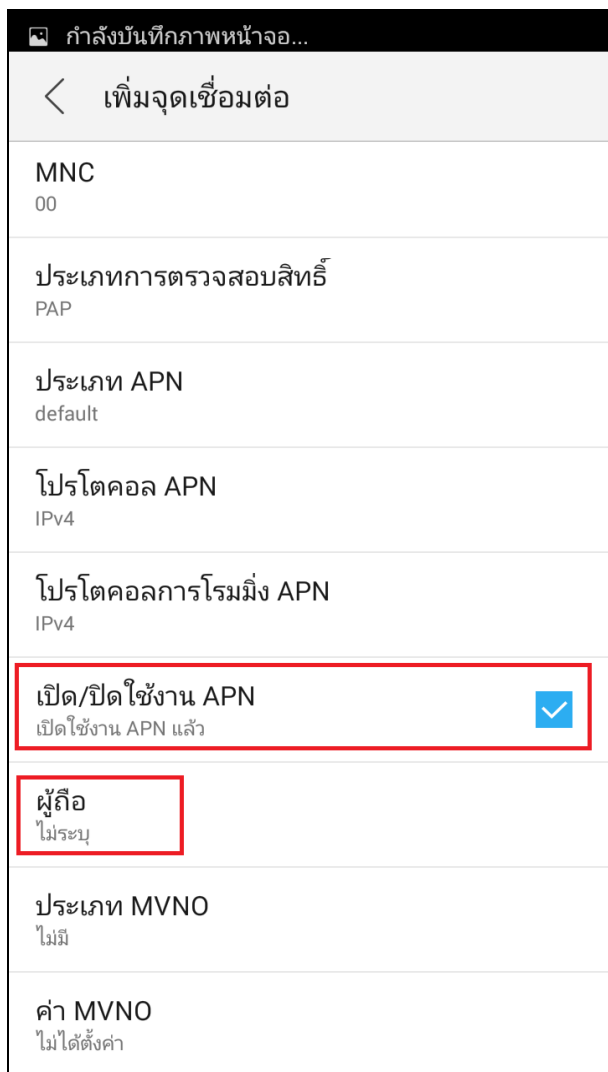 กำลังบันทึกภาพหน้าจอ...
เพิ่มจุดเชื่อมต่อ
MNC
00
ประเภทการตรวจสอบสิทธิ์
PAP
ประเภท APN
default
โปรโตคอล APN
IPv4
โปรโตคอลการโรมมิ่ง APN
IPv4
เปิด/ปิดใช้งาน APN
เปิดใช้งาน APN แล้ว
ผู้ถือ
ไม่ระบุ
ประเภท MVNO
ไม่มี
ค่า MVNO
ไม่ได้ตั้งค่า